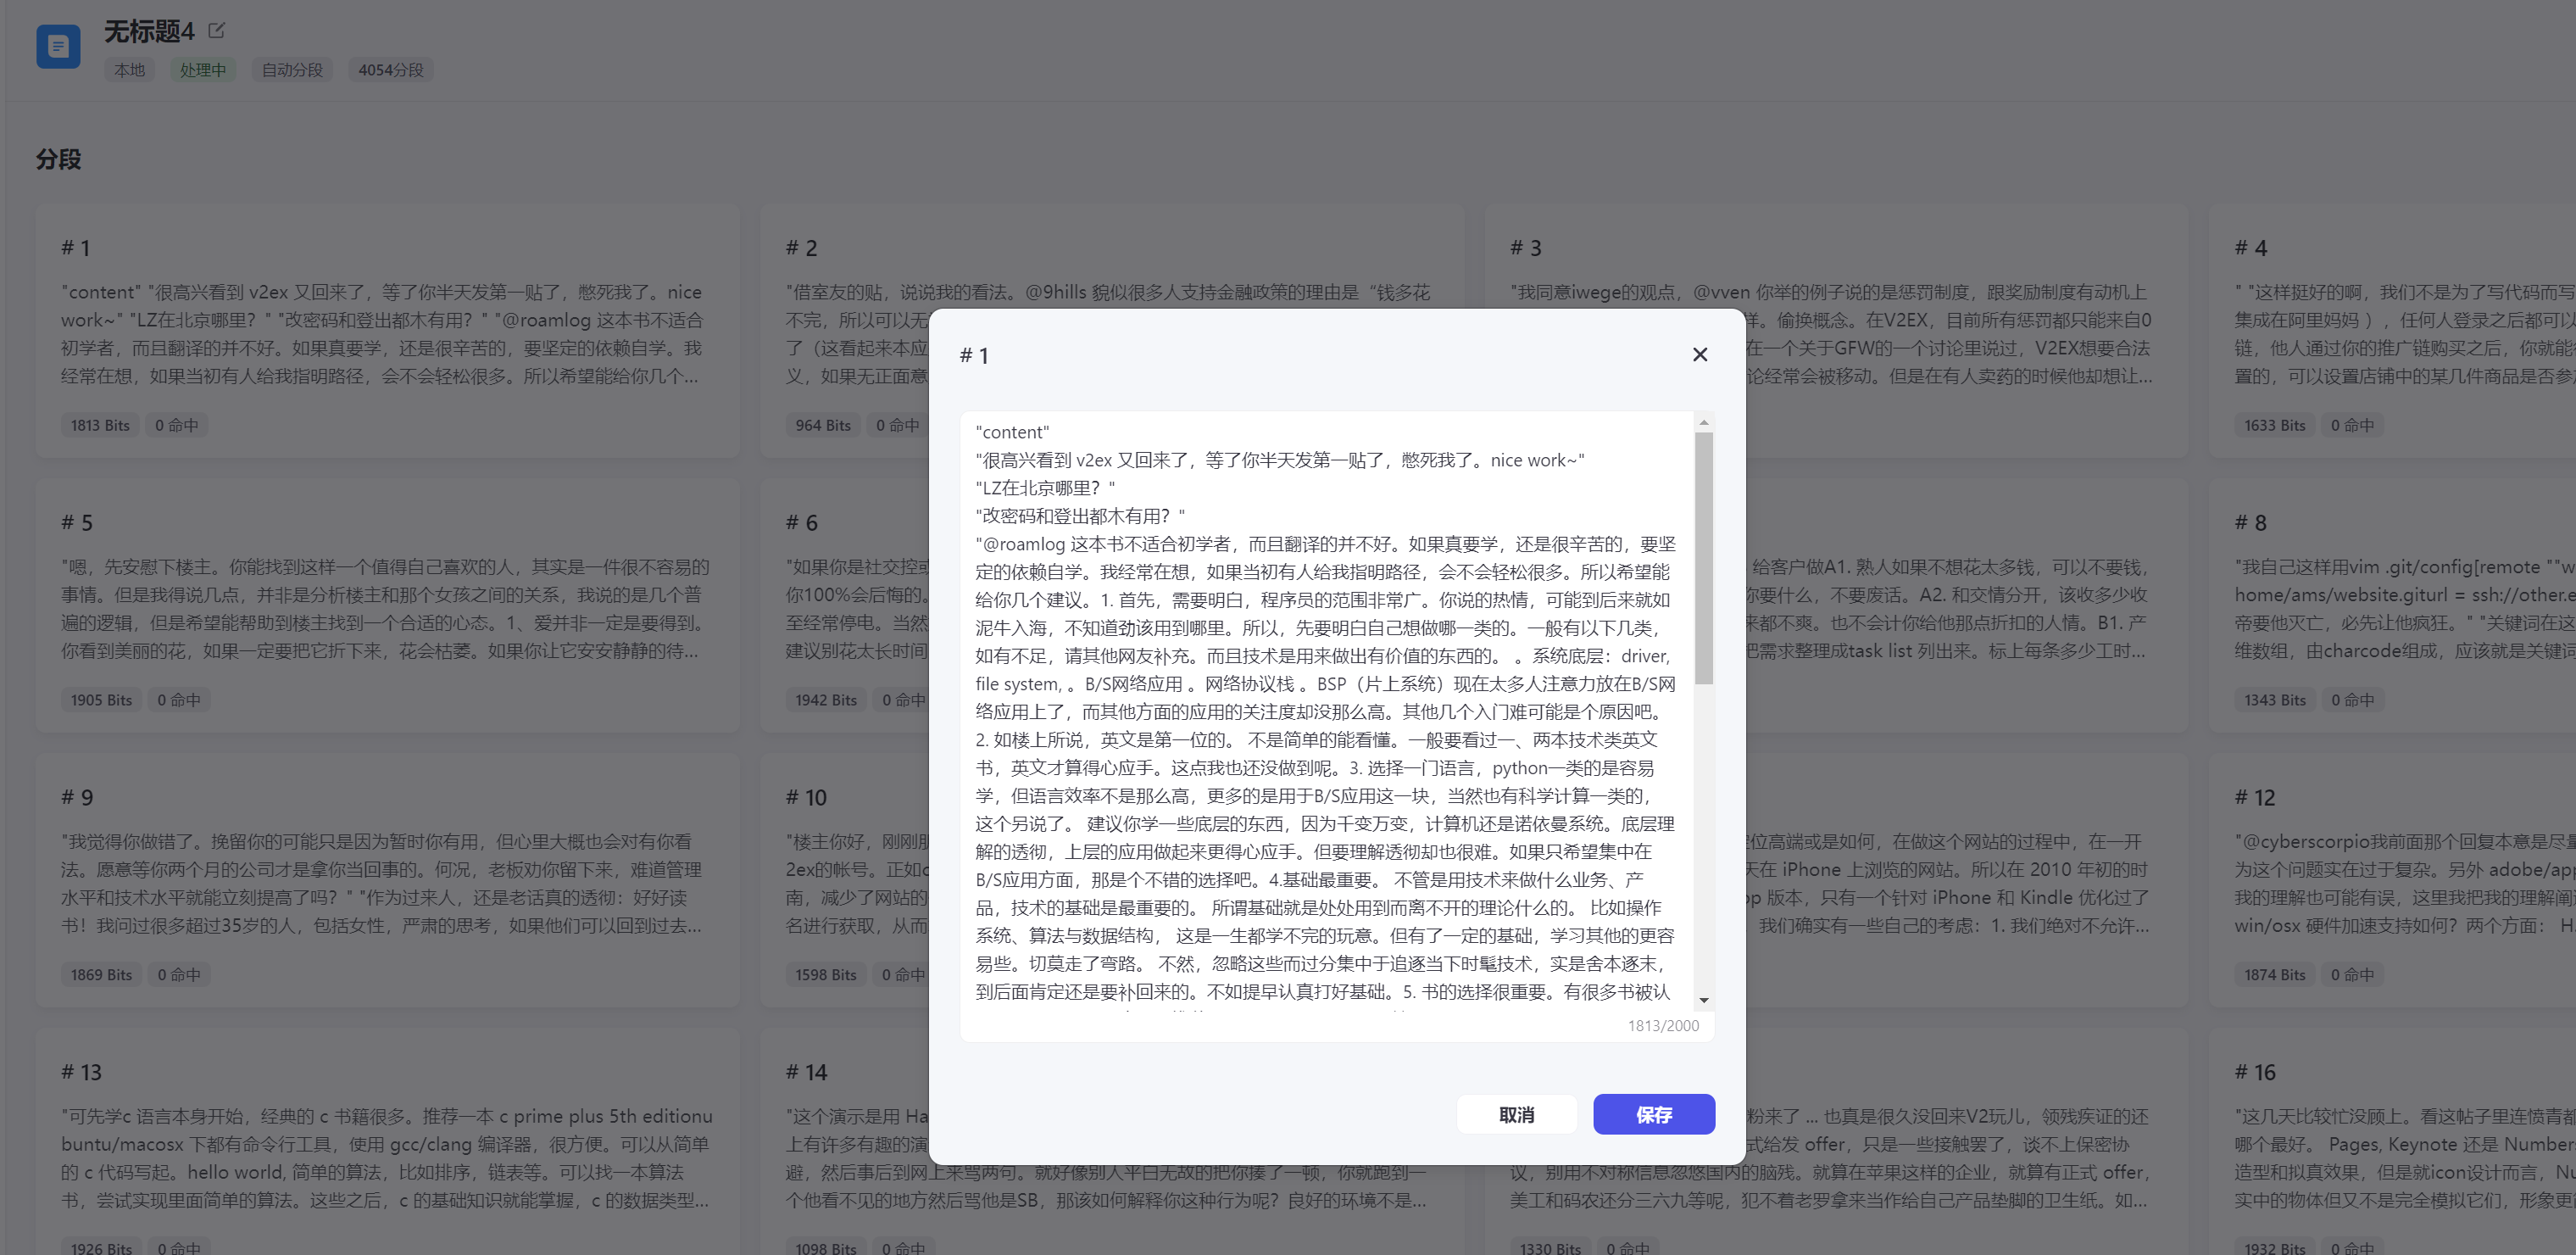 无标题4
本地 处理中 自动分段 4054分段
分段
# 1
"content" "很高兴看到 v2ex 又回来了，等了你半天发第一贴了，憋死我了。nice
work~" "LZ在北京哪里？" "改密码和登出都木有用？" "@roamlog 这本书不适合
初学者，而且翻译的并不好。如果真要学，还是很辛苦的，要坚定的依赖自学。我
经常在想，如果当初有人给我指明路径，会不会轻松很多。所以希望能给你几个...
1813 Bits 0 命中
# 2
"借室友的贴，说说我的看法。@9hills 貌似很多人支持金融政策的理由是“钱多花
不完，所以可以无
了（这看起来本应
义，如果无正面意
964 Bits 0 命中
# 3
"我同意iwege的观点，@vven 你举的例子说的是惩罚制度，跟奖励制度有动机上
样。偷换概念。在V2EX，目前所有惩罚都只能来自0
在一个关于GFW的一个讨论里说过，V2EX想要合法
论经常会被移动。但是在有人卖药的时候他却想让...
# 4
" "这样挺好的啊，我们不是为了写代码而写
集成在阿里妈妈 ），任何人登录之后都可以
链，他人通过你的推广链购买之后，你就能
置的，可以设置店铺中的某几件商品是否参
1633 Bits 0 命中
# 5
"嗯，先安慰下楼主。你能找到这样一个值得自己喜欢的人，其实是一件很不容易的
事情。但是我得说几点，并非是分析楼主和那个女孩之间的关系，我说的是几个普
遍的逻辑，但是希望能帮助到楼主找到一个合适的心态。1、爱并非一定是要得到。
你看到美丽的花，如果一定要把它折下来，花会枯萎。如果你让它安安静静的待...
1905 Bits 0 命中
# 6
"如果你是社交控或
你100%会后悔的。
至经常停电。当然
建议别花太长时间
1942 Bits 0 命中
给客户做A1. 熟人如果不想花太多钱，可以不要钱，
你要什么，不要废话。A2. 和交情分开，该收多少收
来都不爽。也不会计你给他那点折扣的人情。B1. 产
把需求整理成task list 列出来。标上每条多少工时...
# 8
"我自己这样用vim .git/config[remote ""w
home/ams/website.giturl = ssh://other.e
帝要他灭亡，必先让他疯狂。" "关键词在这
维数组，由charcode组成，应该就是关键词
1343 Bits 0 命中
# 9
"我觉得你做错了。挽留你的可能只是因为暂时你有用，但心里大概也会对有你看
法。愿意等你两个月的公司才是拿你当回事的。何况，老板劝你留下来，难道管理
水平和技术水平就能立刻提高了吗？" "作为过来人，还是老话真的透彻：好好读
书！我问过很多超过35岁的人，包括女性，严肃的思考，如果他们可以回到过去...
1869 Bits 0 命中
# 10
"楼主你好，刚刚
2ex的帐号。正如
南，减少了网站的
名进行获取，从而
1598 Bits 0 命中
位高端或是如何，在做这个网站的过程中，在一开
天在 iPhone 上浏览的网站。所以在 2010 年初的时
pp 版本，只有一个针对 iPhone 和 Kindle 优化过了
我们确实有一些自己的考虑：1. 我们绝对不允许...
# 12
"@cyberscorpio我前面那个回复本意是尽量
为这个问题实在过于复杂。另外 adobe/app
我的理解也可能有误，这里我把我的理解阐
win/osx 硬件加速支持如何？两个方面： H.
1874 Bits 0 命中
# 13
"可先学c 语言本身开始，经典的 c 书籍很多。推荐一本 c prime plus 5th editionu
buntu/macosx 下都有命令行工具，使用 gcc/clang 编译器，很方便。可以从简单
的 c 代码写起。hello world, 简单的算法，比如排序，链表等。可以找一本算法
书，尝试实现里面简单的算法。这些之后，c 的基础知识就能掌握，c 的数据类型...
1926 Bits 0 命中
# 14
"这个演示是用 Ha
上有许多有趣的演
避，然后事后到网上来骂两句。就好像别人平白无故的把你揍了一顿，你就跑到一
个他看不见的地方然后骂他是SB，那该如何解释你这种行为呢？良好的环境不是...
1098 Bits 0 命中
粉来了 ... 也真是很久没回来V2玩儿，领残疾证的还
式给发 offer，只是一些接触罢了，谈不上保密协
议，别用不对称信息忽悠国内的脑残。就算在苹果这样的企业，就算有正式 offer，
美工和码农还分三六九等呢，犯不着老罗拿来当作给自己产品垫脚的卫生纸。如...
1330 Bits 0 命中
# 16
"这几天比较忙没顾上。看这帖子里连愤青都
哪个最好。 Pages, Keynote 还是 Number
造型和拟真效果，但是就icon设计而言，Nu
实中的物体但又不是完全模拟它们，形象更
1932 Bits 0 命中
# 1
"content"
"很高兴看到 v2ex 又回来了，等了你半天发第一贴了，憋死我了。nice work~"
"LZ在北京哪里？"
"改密码和登出都木有用？"
"@roamlog 这本书不适合初学者，而且翻译的并不好。如果真要学，还是很辛苦的，要坚
定的依赖自学。我经常在想，如果当初有人给我指明路径，会不会轻松很多。所以希望能
给你几个建议。1. 首先，需要明白，程序员的范围非常广。你说的热情，可能到后来就如
泥牛入海，不知道劲该用到哪里。所以，先要明白自己想做哪一类的。一般有以下几类，
如有不足，请其他网友补充。而且技术是用来做出有价值的东西的。 。系统底层：driver,
file system, 。B/S网络应用 。网络协议栈 。BSP（片上系统）现在太多人注意力放在B/S网
络应用上了，而其他方面的应用的关注度却没那么高。其他几个入门难可能是个原因吧。
2. 如楼上所说，英文是第一位的。 不是简单的能看懂。一般要看过一、两本技术类英文
书，英文才算得心应手。这点我也还没做到呢。3. 选择一门语言，python一类的是容易
学，但语言效率不是那么高，更多的是用于B/S应用这一块，当然也有科学计算一类的，
这个另说了。 建议你学一些底层的东西，因为千变万变，计算机还是诺依曼系统。底层理
解的透彻，上层的应用做起来更得心应手。但要理解透彻却也很难。如果只希望集中在
B/S应用方面，那是个不错的选择吧。4.基础最重要。 不管是用技术来做什么业务、产
品，技术的基础是最重要的。 所谓基础就是处处用到而离不开的理论什么的。 比如操作
系统、算法与数据结构， 这是一生都学不完的玩意。但有了一定的基础，学习其他的更容
易些。切莫走了弯路。 不然，忽略这些而过分集中于追逐当下时髦技术，实是舍本逐末，
到后面肯定还是要补回来的。不如提早认真打好基础。5. 书的选择很重要。有很多书被认
1813/2000
取消 保存